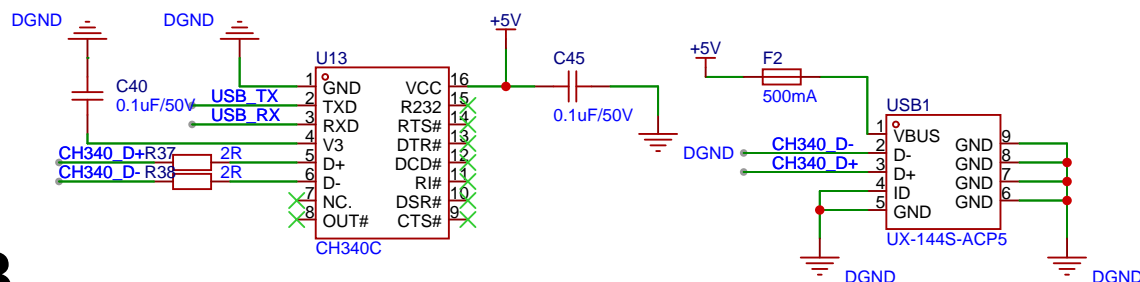 DGND
DGND
+5V
U13
C45
+5V
F2
C40
0.1uF/50V
500mA
USB1
USB_TX
USB_RX
0.1uF/50V
1 GND VCC 16
2 TXD R232 15
3 RXD RTS# 14
4 V3 DTR# 13
5 D+ DCD# 12
6 D- RI# 11
7 NC. DSR# 10
8 OUT# CTS# 9
CH340_D+ R37 2R
CH340_D- R38 2R
CH340C
DGND
CH340_D-
CH340_D+
1 VBUS GND 9
2 D- GND 8
3 D+ GND 7
4 ID GND 6
5 GND
UX-144S-ACP5
DGND
DGND